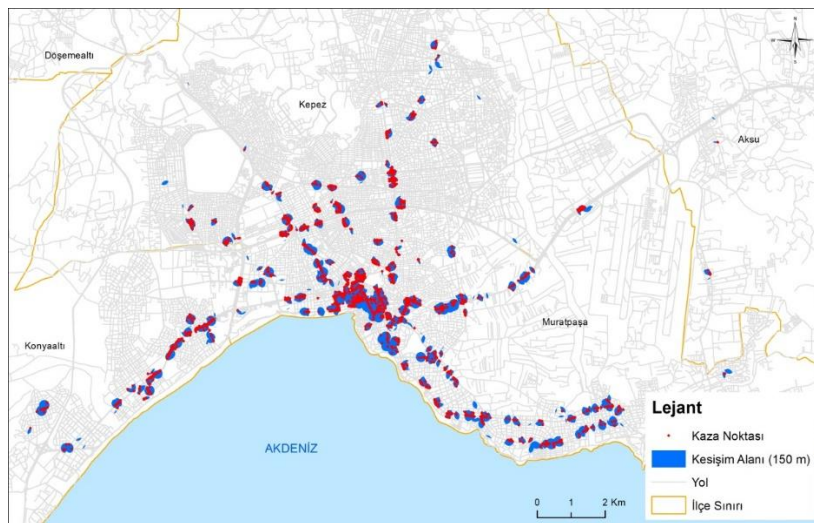 N
W
E
S
Döşemealtı
Kepez
Aksu
Muratpaşa
Konyaaltı
AKDENİZ
Lejant
Kaza Noktası
Kesişim Alanı (150 m)
Yol
İlçe Sınırı
0 1 2 Km